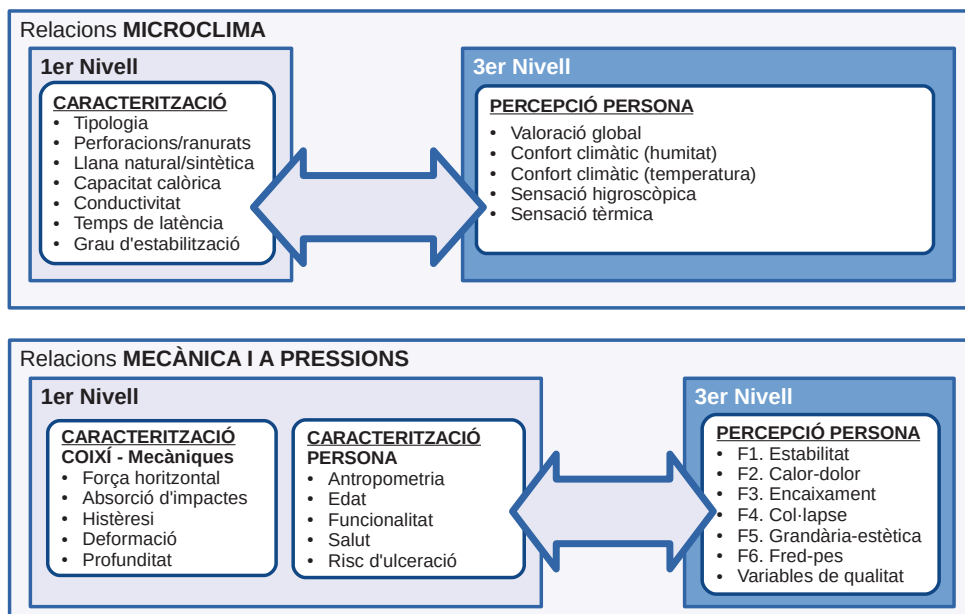 Relacions MICROCLIMA
1er Nivell
CARACTERITZACIÓ
• Tipologia
• Perforacions/ranurats
• Llana natural/sintètica
• Capacitat calòrica
• Conductivitat
• Temps de latència
• Grau d'estabilització
3er Nivell
PERCEPCIÓ PERSONA
• Valoració global
• Confort climàtic (humitat)
• Confort climàtic (temperatura)
• Sensació higroscòpica
• Sensació tèrmica
Relacions MECÀNICA I A PRESSIONS
1er Nivell
CARACTERITZACIÓ
COIXÍ - Mecàniques
• Força horitzontal
• Absorció d'impactes
• Histèresi
• Deformació
• Profunditat
CARACTERITZACIÓ
PERSONA
• Antropometria
• Edat
• Funcionalitat
• Salut
• Risc d'ulceració
3er Nivell
PERCEPCIÓ PERSONA
• F1. Estabilitat
• F2. Calor-dolor
• F3. Encaixament
• F4. Col·lapse
• F5. Grandària-estètica
• F6. Fred-pes
• Variables de qualitat